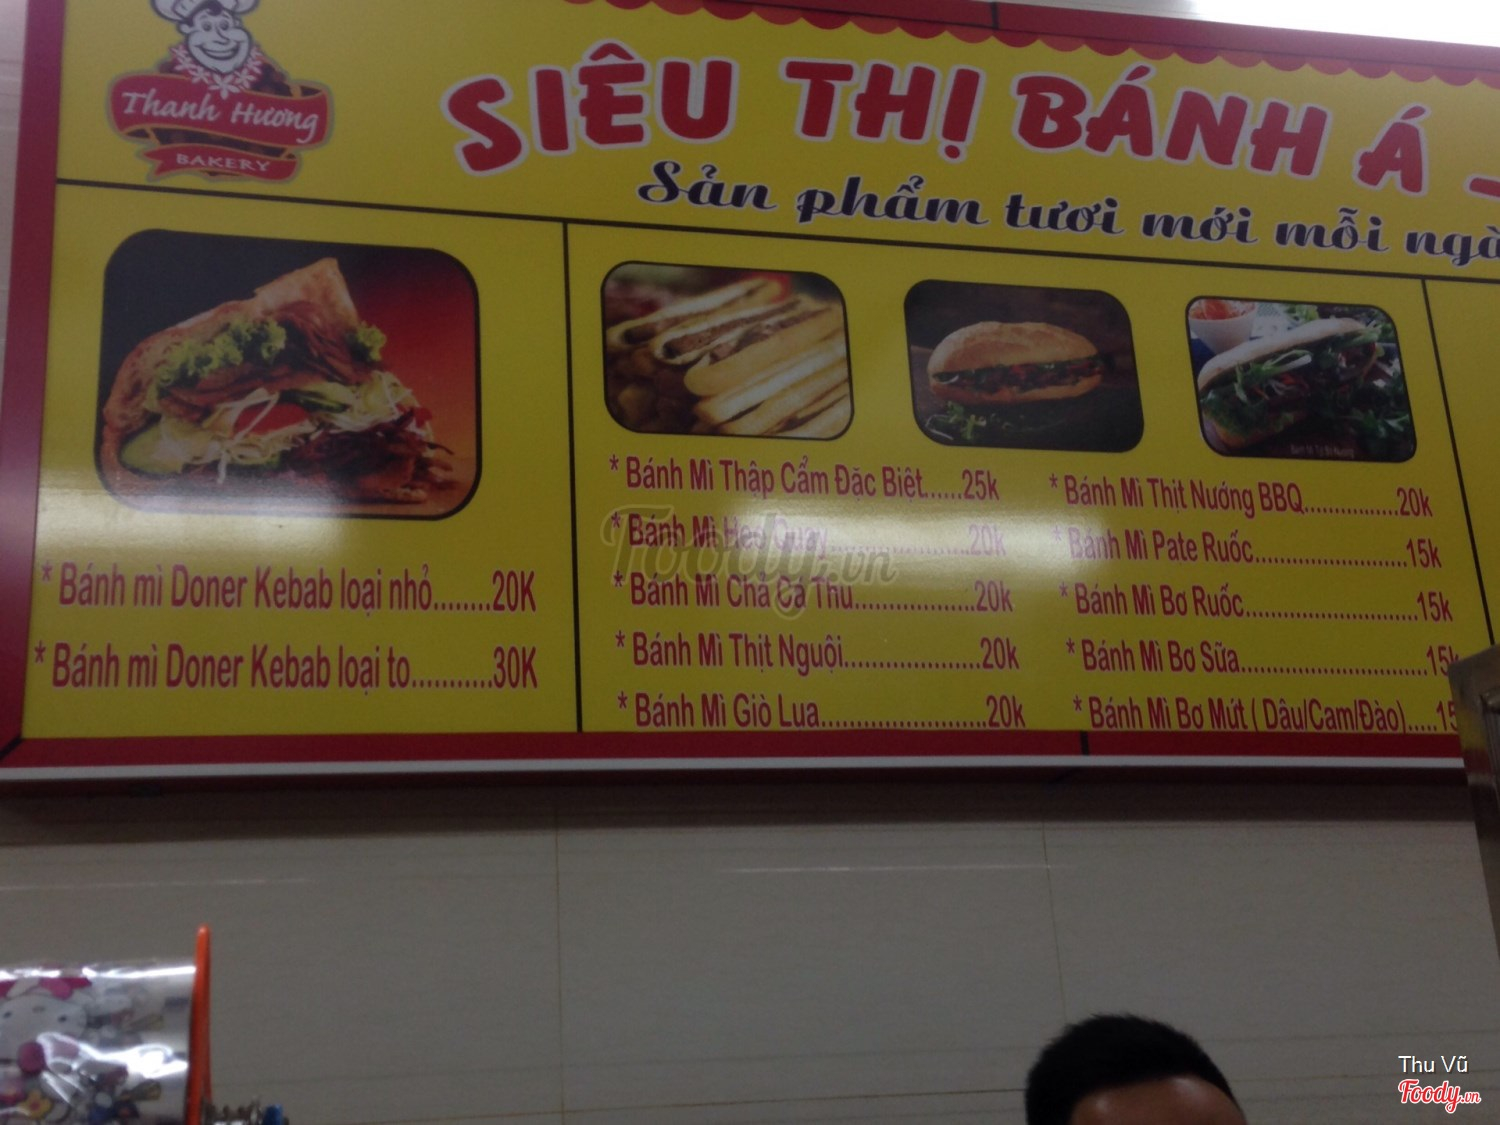 Thanh Hương
BAKERY
SIÊU THỊ BÁNH Á -
Sản phẩm tươi mới mỗi ngà
* Bánh mì Doner Kebab loại nhỏ........20K
* Bánh mì Doner Kebab loại to...........30K
* Bánh Mì Thập Cẩm Đặc Biệt......25k
* Bánh Mì Heo Quay....................20k
* Bánh Mì Chả Cá Thu...................20k
* Bánh Mì Thịt Nguội.....................20k
* Bánh Mì Giò Lụa.........................20k
* Bánh Mì Thịt Nướng BBQ................20k
* Bánh Mì Pate Ruốc.........................15k
* Bánh Mì Bơ Ruốc............................15k
* Bánh Mì Bơ Sữa..............................15k
* Bánh Mì Bơ Mứt ( Dâu/Cam/Đào).....15
Foody.vn
Thu Vũ
Foody.vn